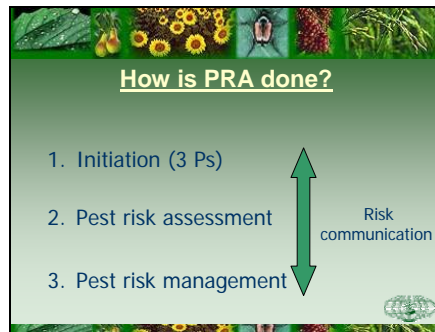 How is PRA done?
1. Initiation (3 Ps)
2. Pest risk assessment
3. Pest risk management
Risk
communication